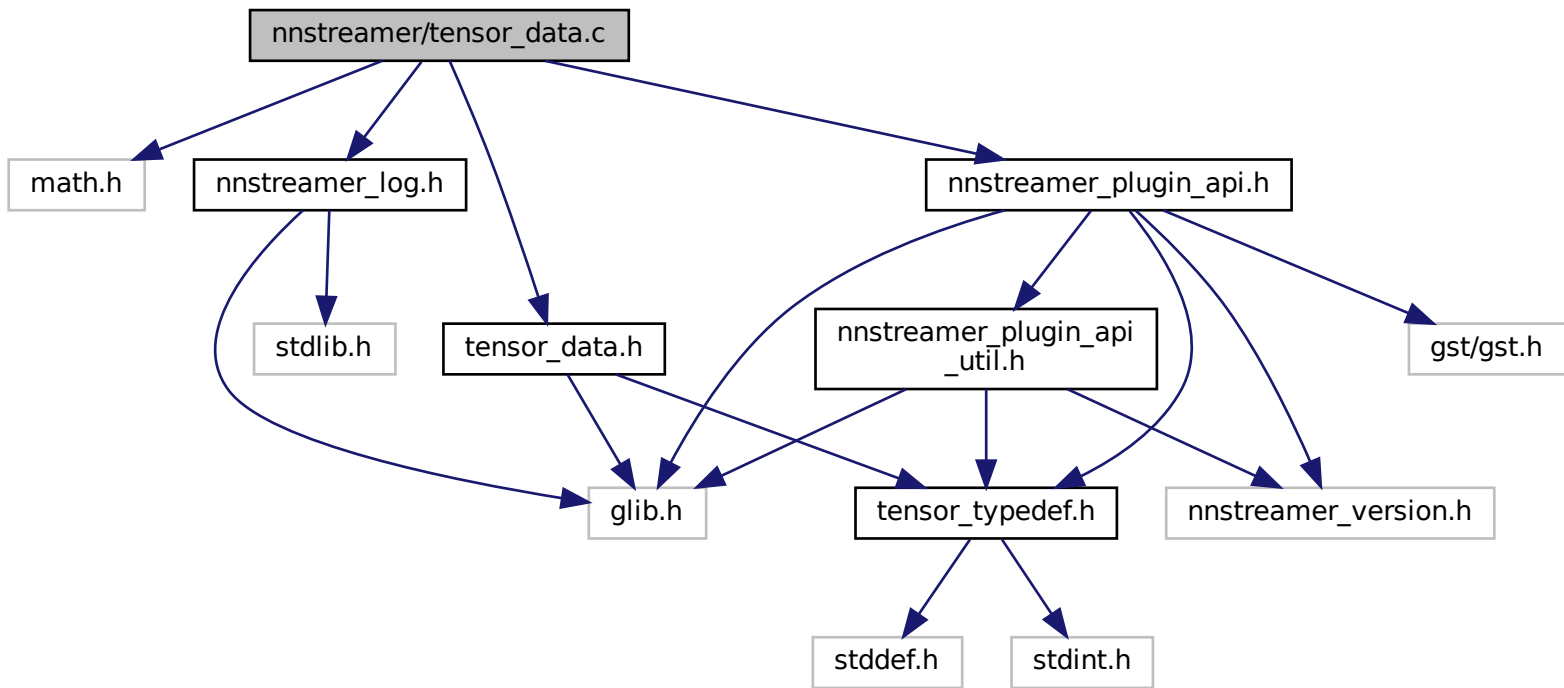 nnstreamer/tensor_data.c
math.h
nnstreamer_log.h
nnstreamer_plugin_api.h
stdlib.h
tensor_data.h
nnstreamer_plugin_api
_util.h
gst/gst.h
glib.h
tensor_typedef.h
nnstreamer_version.h
stddef.h
stdint.h